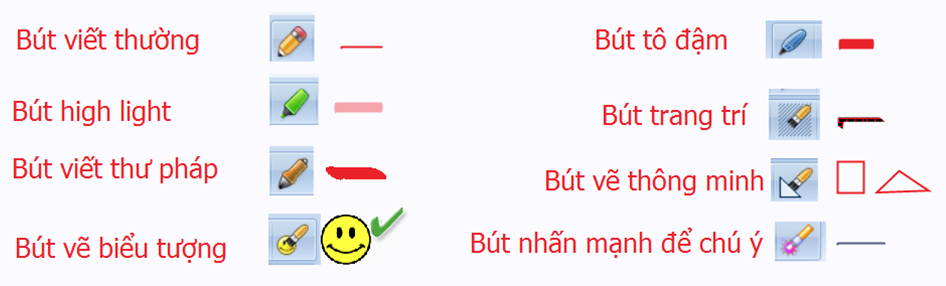 Bút viết thường
Bút tô đậm
Bút high light
Bút trang trí
Bút viết thư pháp
Bút vẽ thông minh
Bút vẽ biểu tượng
Bút nhấn mạnh để chú ý